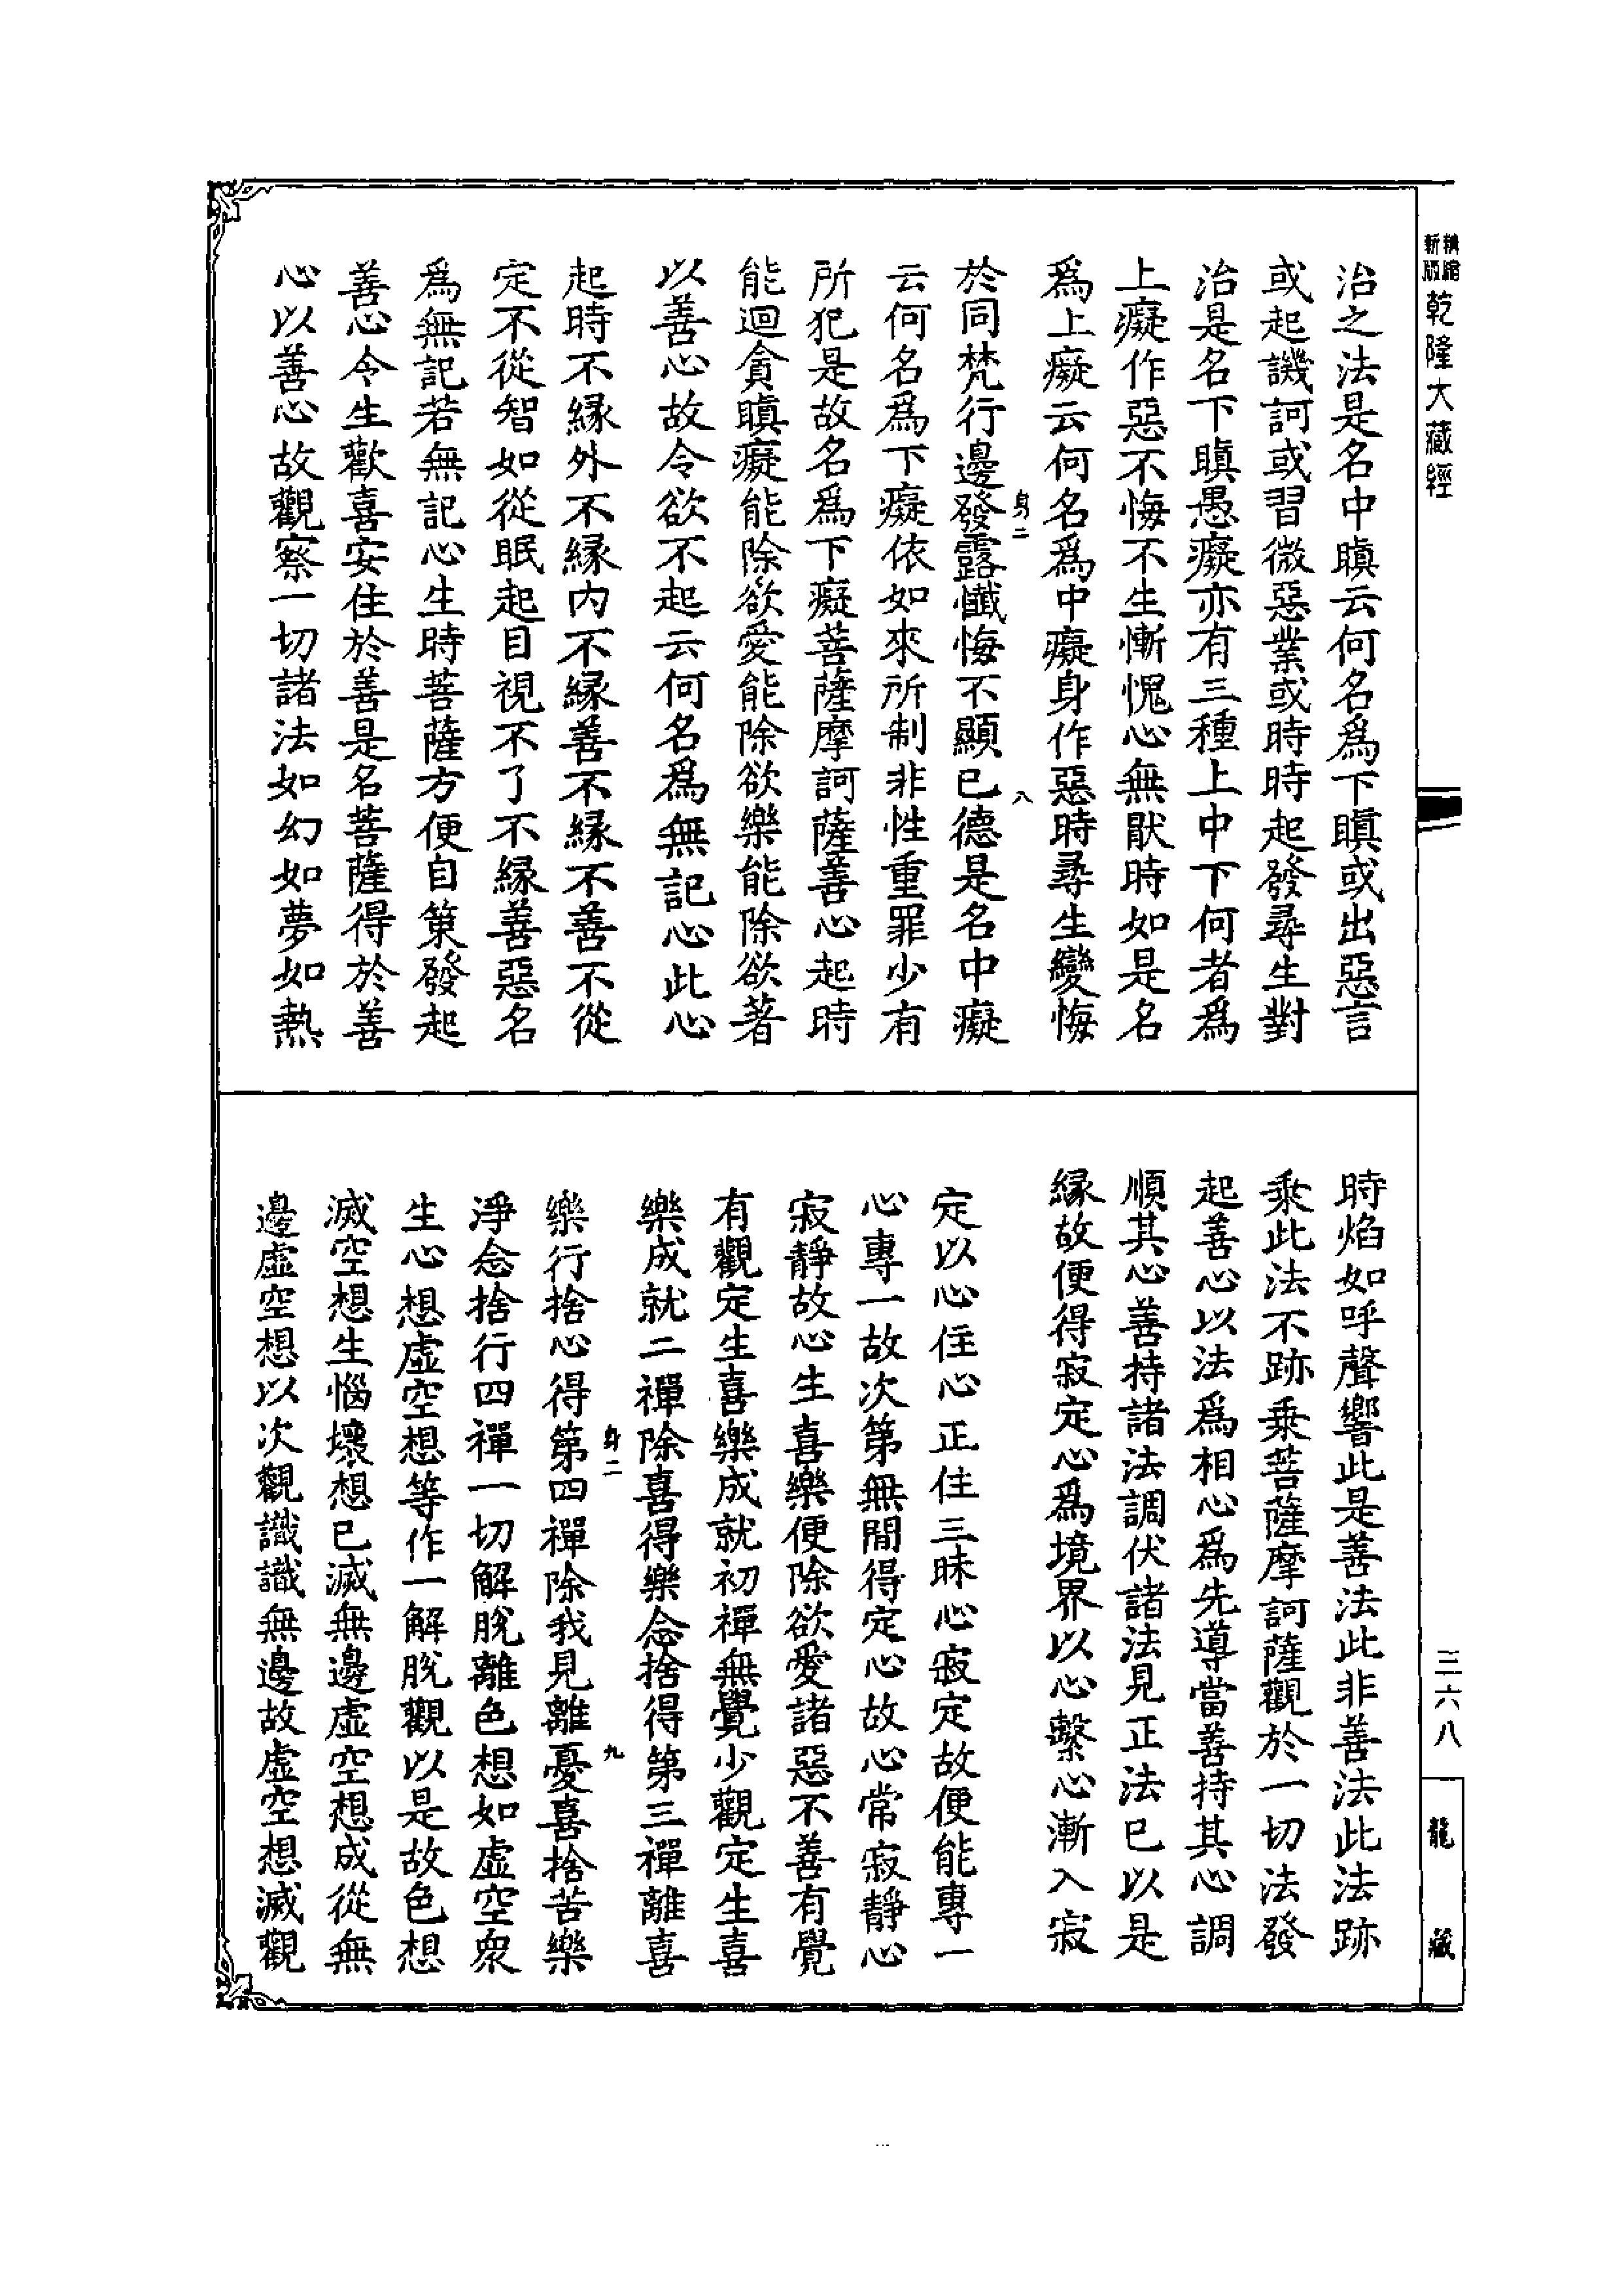 精縮
新版
乾隆大藏經
治之法是名中瞋云何名爲下瞋或出惡言
或起譏訶或習微惡業或時時起發尋生對
治是名下瞋愚癡亦有三種上中下何者爲
上癡作惡不悔不生慚愧心無厭時如是名
爲上癡云何名爲中癡身作惡時尋生變悔
身二
八
於同梵行邊發露懺悔不顯已德是名中癡
云何名爲下癡依如來所制非性重罪少有
所犯是故名爲下癡菩薩摩訶薩善心起時
能迴貪瞋癡能除欲愛能除欲樂能除欲著
以善心故令欲不起云何名爲無記心此心
起時不縁外不縁内不縁善不縁不善不從
定不從智如從眠起目視不了不縁善惡名
爲無記若無記心生時菩薩方便自策發起
善心令生歡喜安住於善是名菩薩得於善
心以善心故觀察一切諸法如幻如夢如熱
時焰如呼聲響此是善法此非善法此法跡
乗此法不跡乗菩薩摩訶薩觀於一切法發
起善心以法爲相心爲先導當善持其心調
順其心善持諸法調伏諸法見正法已以是
縁故便得寂定心爲境界以心繫心漸入寂
定以心住心正住三昧心寂定故便能專一
心專一故次第無間得定心故心常寂靜心
寂靜故心生喜樂便除欲愛諸惡不善有覺
有觀定生喜樂成就初禪無覺少觀定生喜
樂成就二禪除喜得樂念捨得第三禪離喜
身二
九
樂行捨心得第四禪除我見離憂喜捨苦樂
淨念捨行四禪一切解脫離色想如虛空衆
生心想虛空想等作一解脫觀以是故色想
滅空想生惱壞想已滅無邊虛空想成從無
邊虛空想以次觀識識無邊故虛空想滅觀
三六八
龍藏